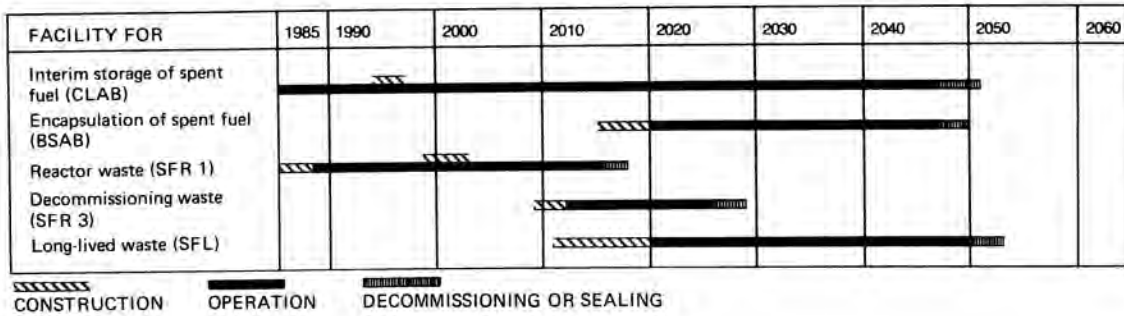 FACILITY FOR 1985 1990 2000 2010 2020 2030 2040 2050 2060
Interim storage of spent
fuel (CLAB)
Encapsulation of spent fuel
(BSAB)
Reactor waste (SFR 1)
Decommissioning waste
(SFR 3)
Long-lived waste (SFL)
CONSTRUCTION OPERATION DECOMMISSIONING OR SEALING